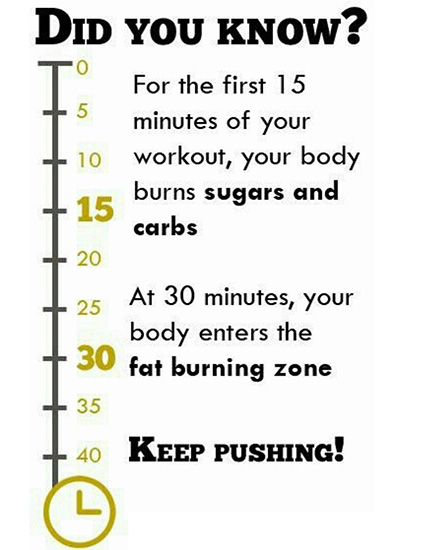 DID YOU KNOW?
0
For the first 15
5
minutes of your
10
workout, your body
burns sugars and
15
carbs
20
At 30 minutes, your
25
body enters the
30
fat burning zone
35
40
KEEP PUSHING!